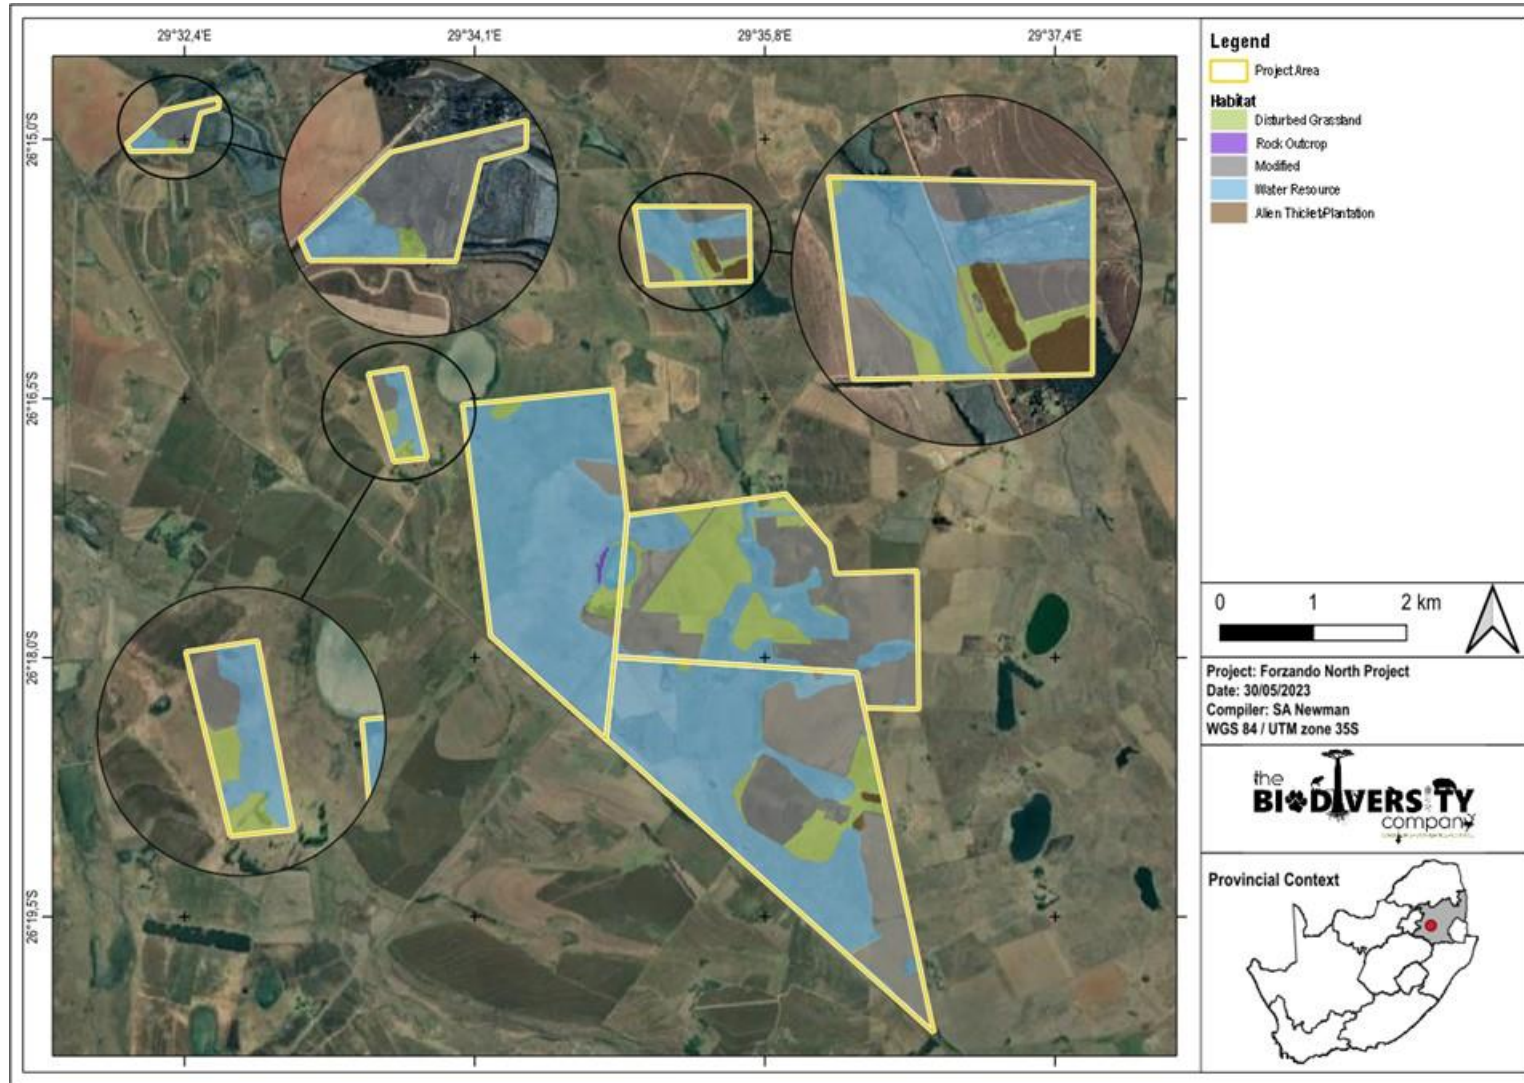 29°32,4'E
29°34,1'E
29°35,8'E
29°37,4'E
26°15,0'S
26°16,5'S
26°18,0'S
26°19,5'S
Legend
Project Area
Habitat
Disturbed Grassland
Rock Outcrop
Modified
Water Resource
Alien Thicket/Plantation
0 1 2 km
Project: Forzando North Project
Date: 30/05/2023
Compiler: SA Newman
WGS 84 / UTM zone 35S
the
BIODIVERSITY
company
Provincial Context